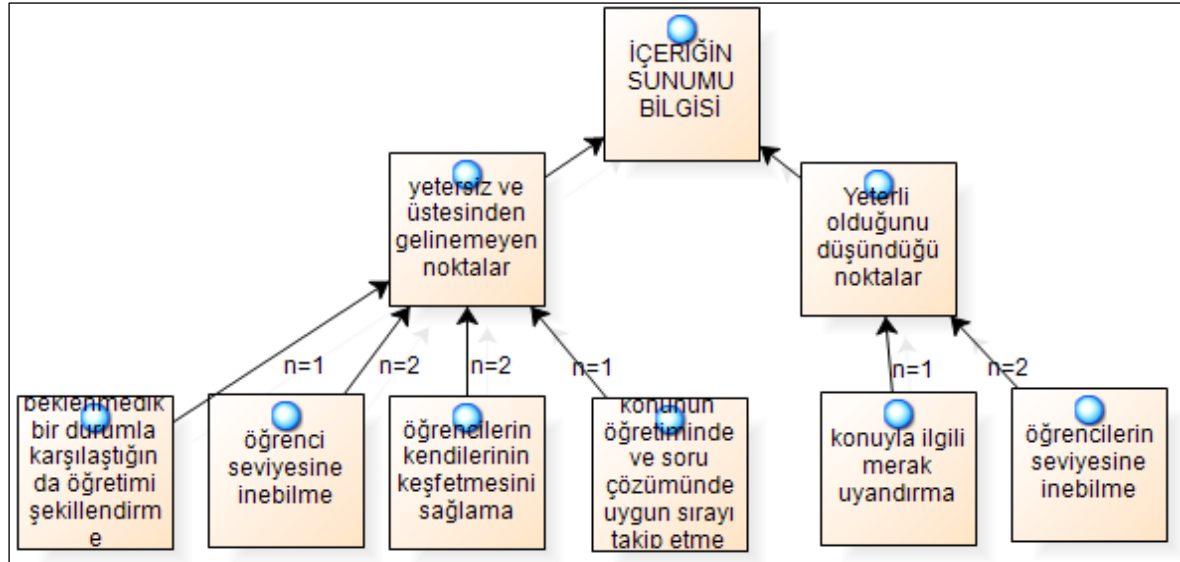 İÇERİĞİN
SUNUMU
BİLGİSİ
yetersiz ve
üstesinden
gelinemeyen
noktalar
Yeterli
olduğunu
düşündüğü
noktalar
n=1
n=2
n=2
n=1
n=1
n=2
beklenmedik
bir durumla
karşılaştığın
da öğretimi
şekillendirm
e
öğrenci
seviyesine
inebilme
öğrencilerin
kendilerinin
keşfetmesini
sağlama
konunun
öğretiminde
ve soru
çözümünde
uygun sırayı
takip etme
konuyla ilgili
merak
uyandırma
öğrencilerin
seviyesine
inebilme